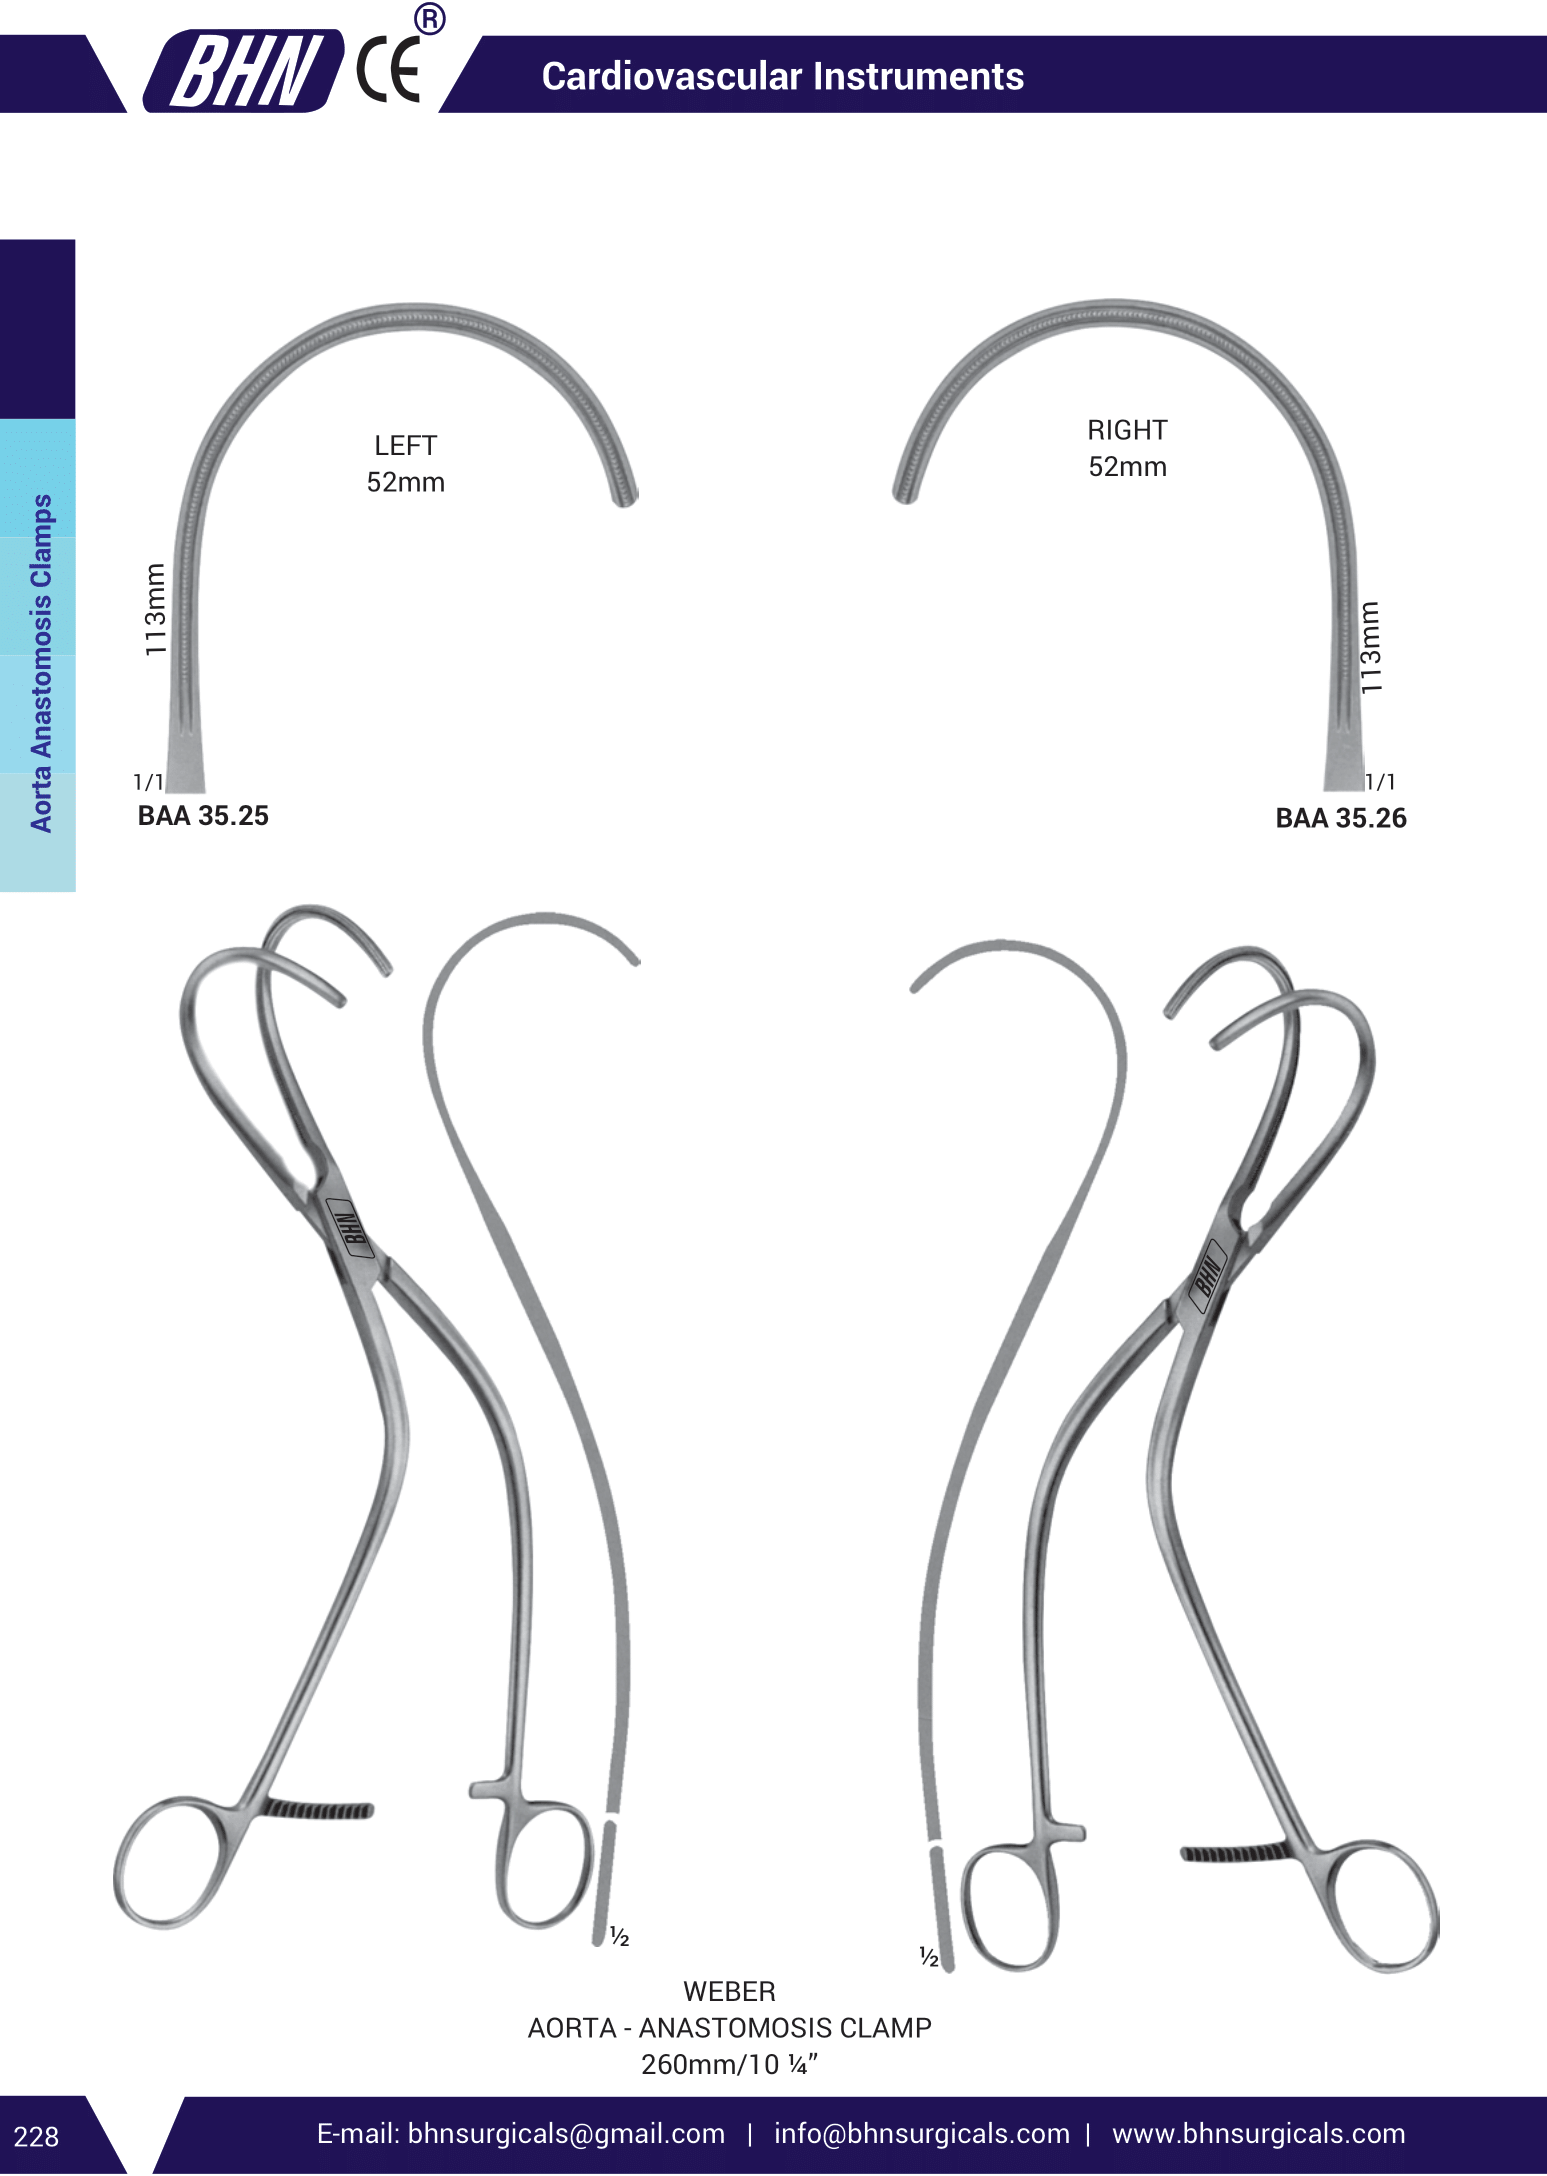 BHN CE ®
Cardiovascular Instruments
Aorta Anastomosis Clamps
LEFT
52mm
113mm
1/1
BAA 35.25
RIGHT
52mm
113mm
1/1
BAA 35.26
BHN
BHN
½
½
WEBER
AORTA - ANASTOMOSIS CLAMP
260mm/10 ¼”
228
E-mail: bhnsurgicals@gmail.com | info@bhnsurgicals.com | www.bhnsurgicals.com